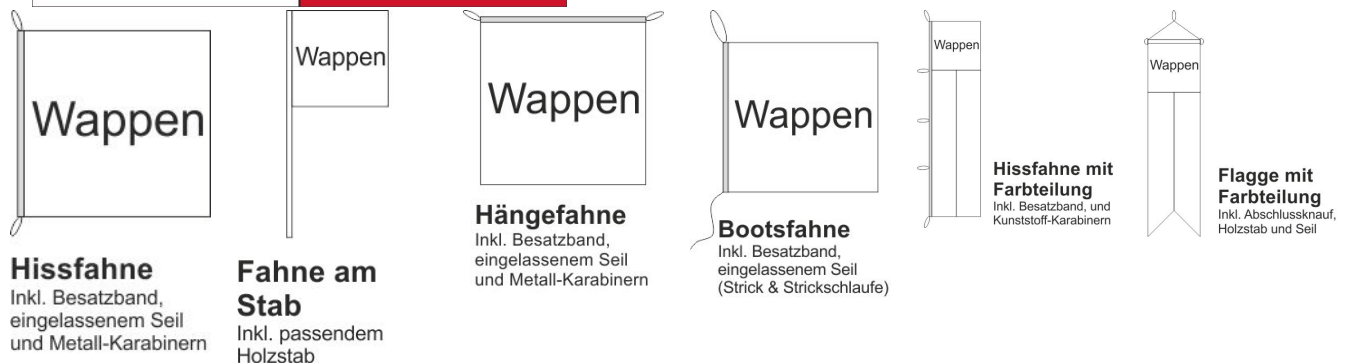 Wappen
Hissfahne
Inkl. Besatzband,
eingelassenem Seil
und Metall-Karabinern
Wappen
Fahne am
Stab
Inkl. passendem
Holzstab
Wappen
Hängefahne
Inkl. Besatzband,
eingelassenem Seil
und Metall-Karabinern
Wappen
Bootsfahne
Inkl. Besatzband,
eingelassenem Seil
(Strick & Strickschlaufe)
Wappen
Hissfahne mit
Farbteilung
Inkl. Besatzband, und
Kunststoff-Karabinern
Wappen
Flagge mit
Farbteilung
Inkl. Abschlussknauf,
Holzstab und Seil